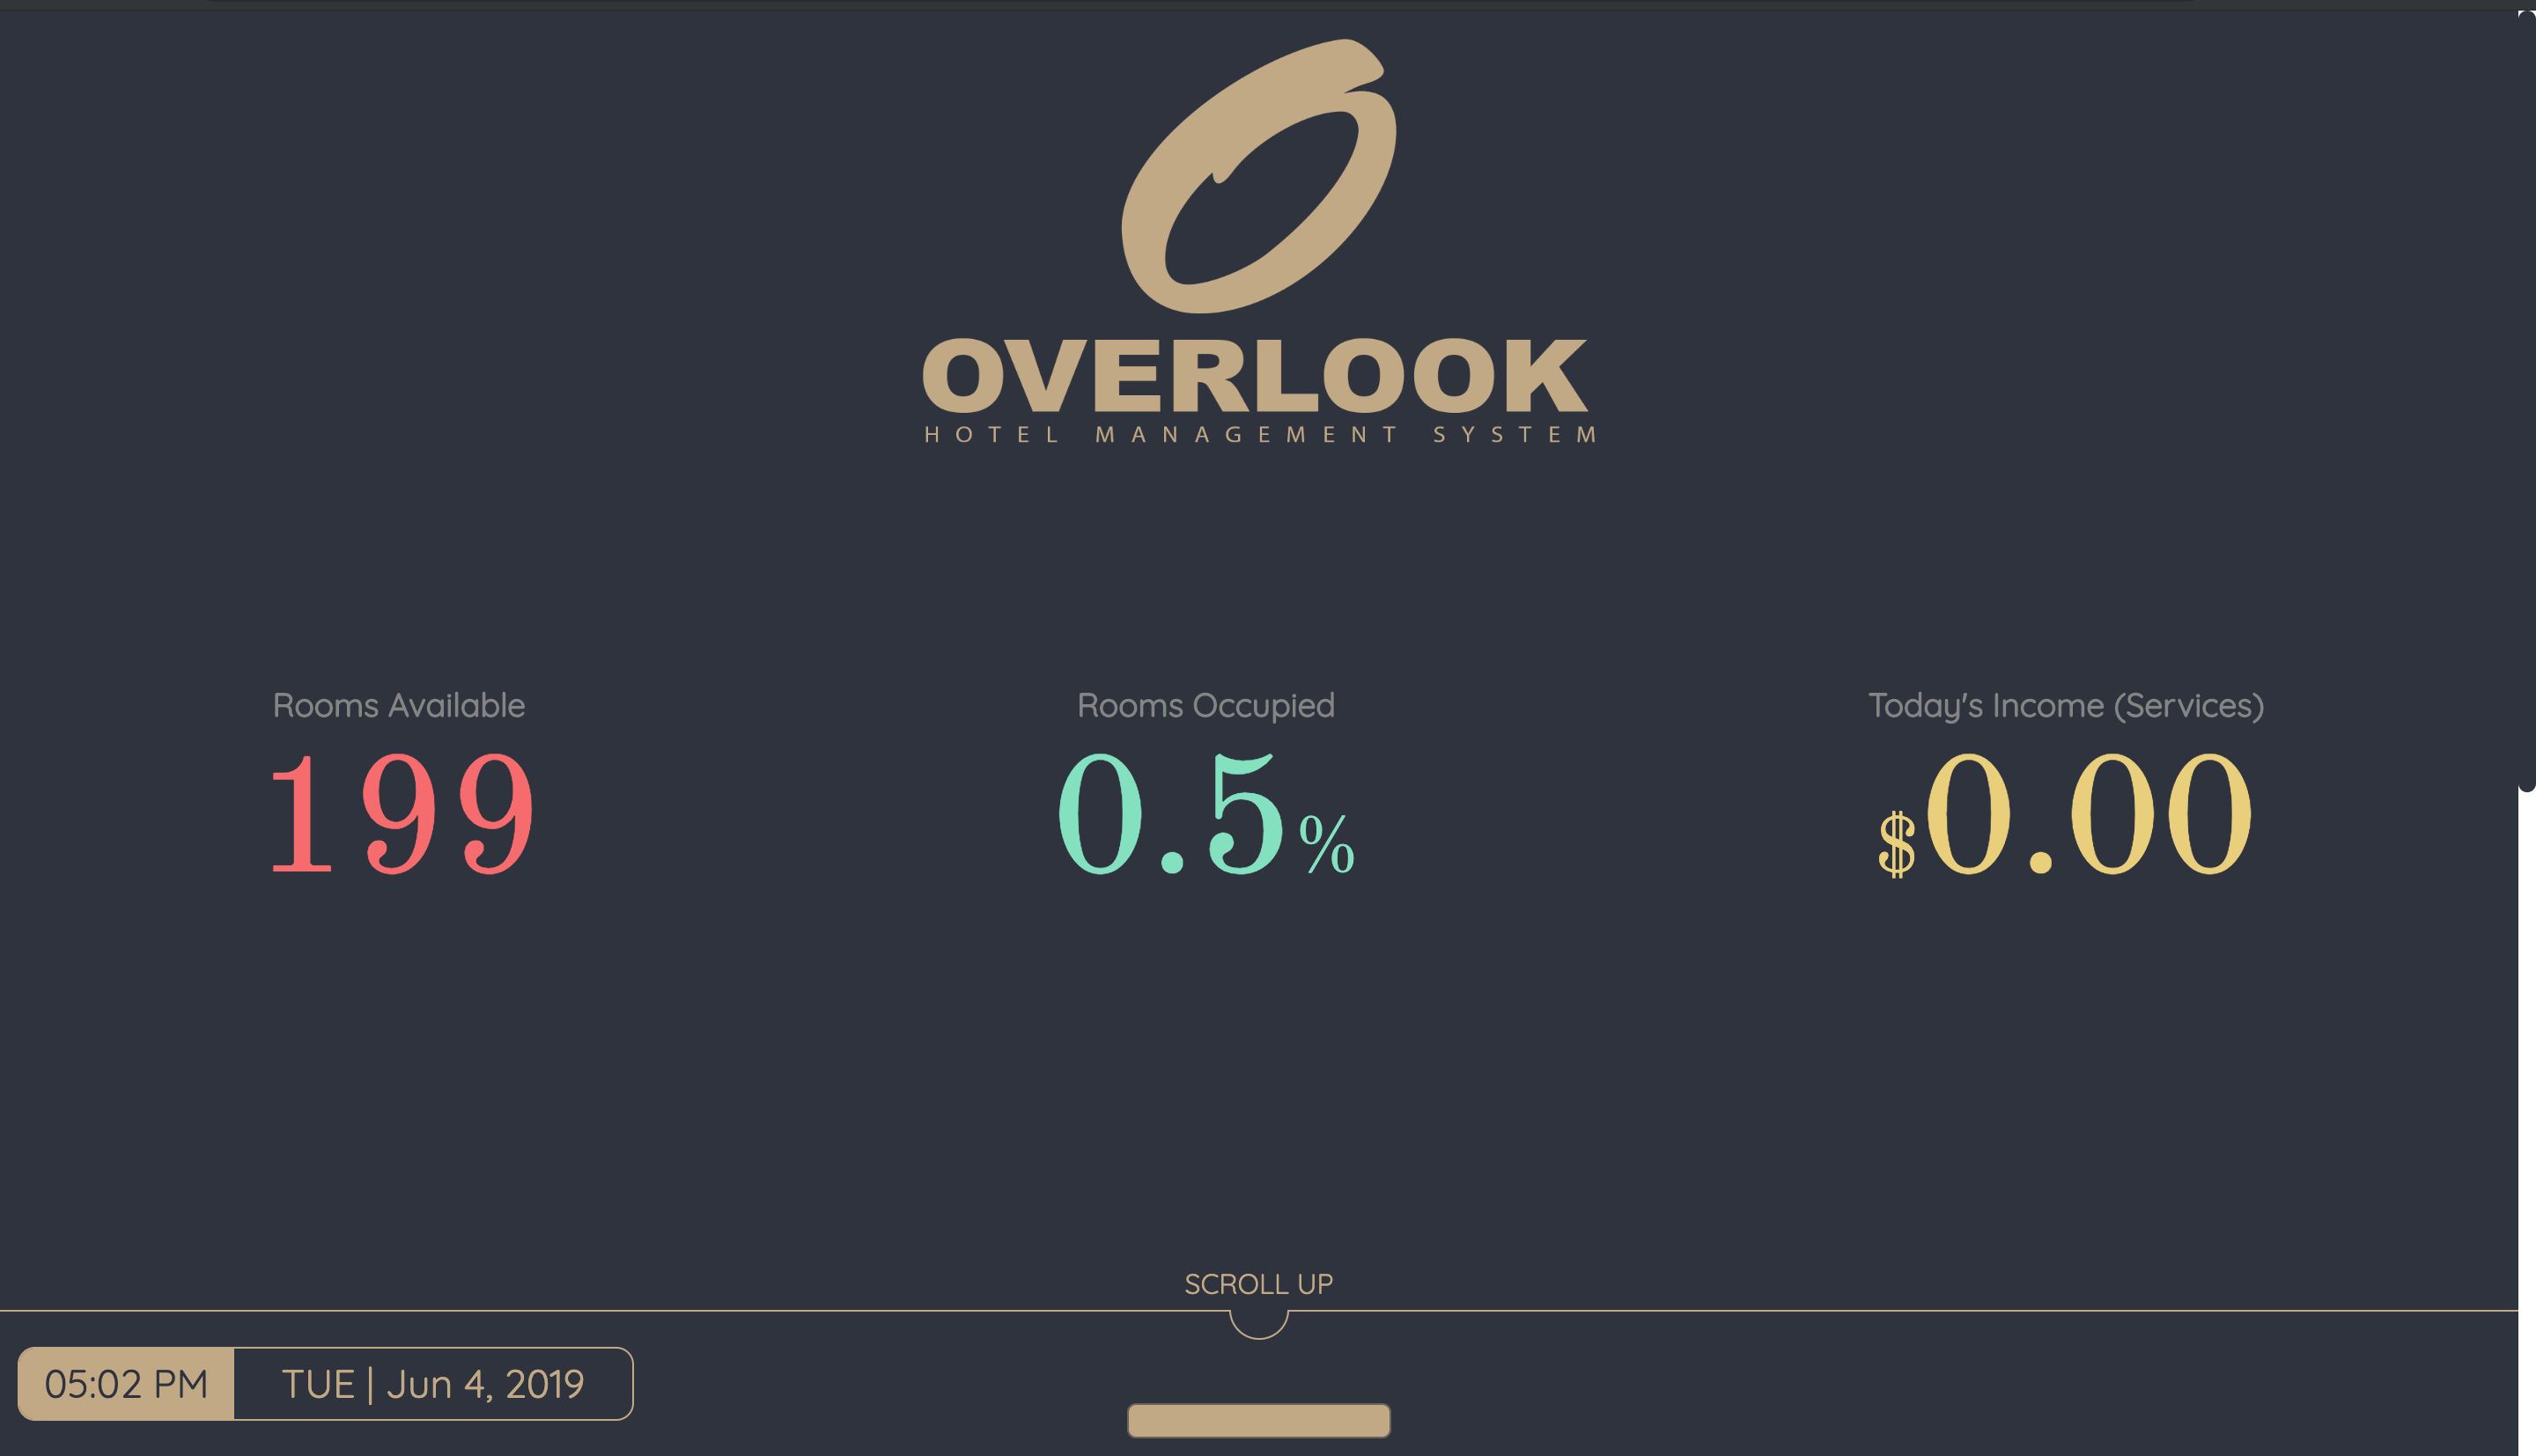 O
OVERLOOK
HOTEL MANAGEMENT SYSTEM
Rooms Available
199
Rooms Occupied
0.5%
Today's Income (Services)
$0.00
SCROLL UP
05:02 PM
TUE | Jun 4, 2019